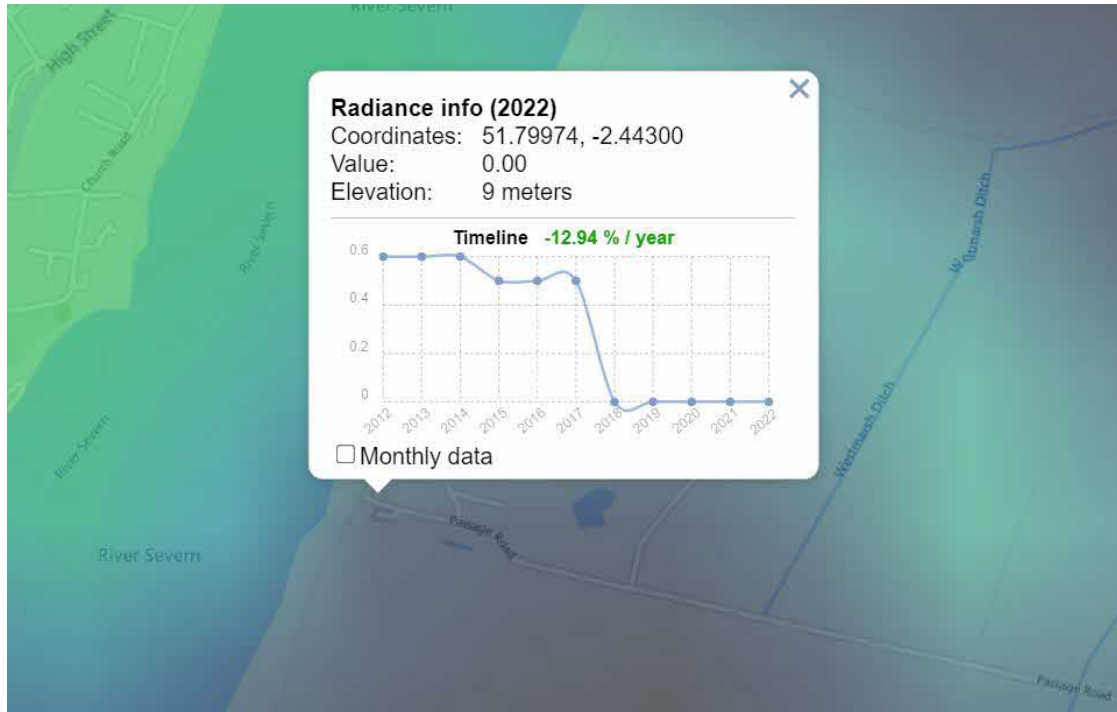 River Severn
High Street
Church Road
River Severn
River Severn
River Severn
Radiance info (2022)
Coordinates: 51.79974, -2.44300
Value: 0.00
Elevation: 9 meters
Timeline -12.94 % / year
0.6
0.4
0.2
0
2012 2013 2014 2015 2016 2017 2018 2019 2020 2021 2022
Monthly data
Westmarsh Ditch
Passage Road
Passage Road